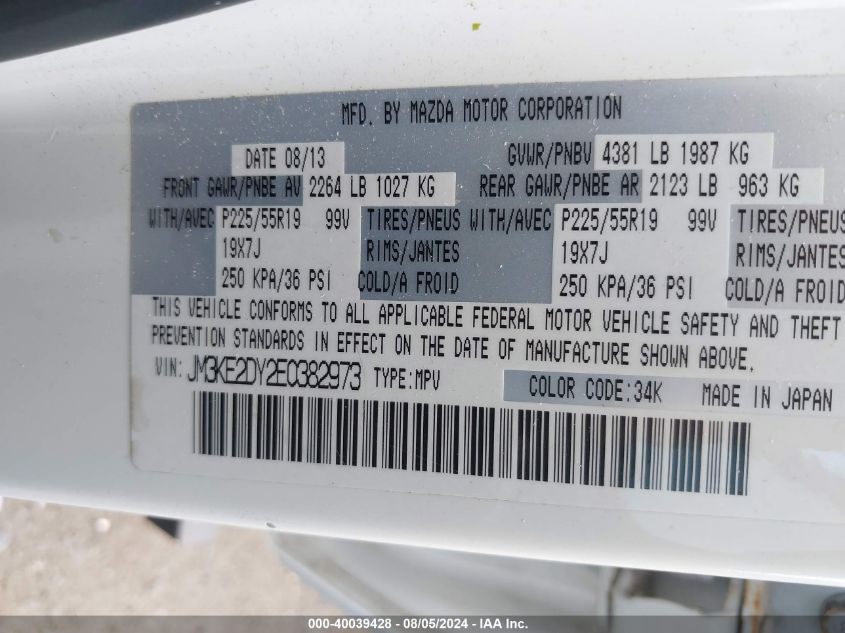 MFD. BY MAZDA MOTOR CORPORATION
DATE 08/13 GVWR/PNBV 4381 LB 1987 KG
FRONT GAWR/PNBE AV 2264 LB 1027 KG REAR GAWR/PNBE AR 2123 LB 963 KG
WITH/AVEC P225/55R19 99V TIRES/PNEUS WITH/AVEC P225/55R19 99V TIRES/PNEUS
19X7J RIMS/JANTES 19X7J RIMS/JANTES
250 KPA/36 PSI COLD/A FROID 250 KPA/36 PSI COLD/A FROID
THIS VEHICLE CONFORMS TO ALL APPLICABLE FEDERAL MOTOR VEHICLE SAFETY AND THEFT
PREVENTION STANDARDS IN EFFECT ON THE DATE OF MANUFACTURE SHOWN ABOVE.
VIN: JM3KE2DY2E0382973 TYPE:MPV COLOR CODE:34K MADE IN JAPAN
000-40039428 - 08/05/2024 - IAA Inc.